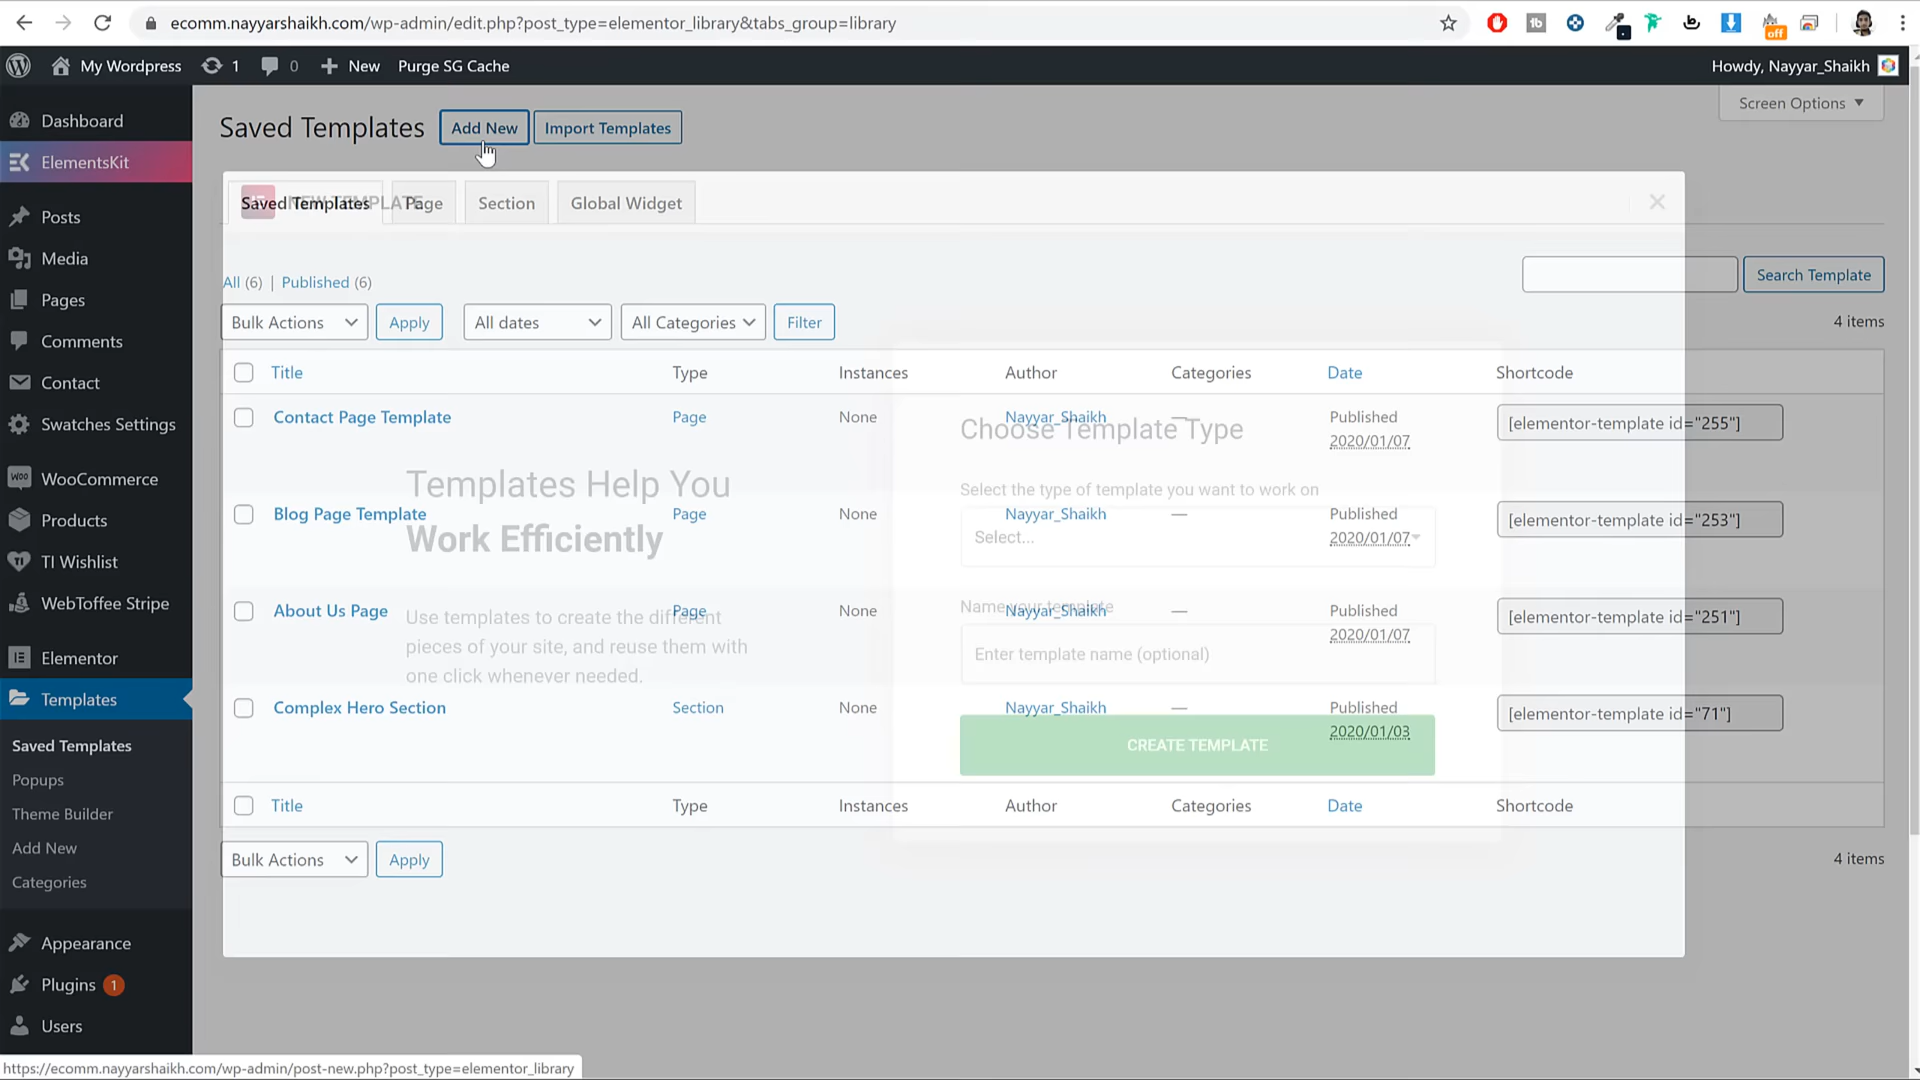 ecomm.nayyarshaikh.com/wp-admin/edit.php?post_type=elementor_library&tabs_group=library
off
My Wordpress 1 0 New Purge SG Cache Howdy, Nayyar_Shaikh
Screen Options
Saved Templates Add New Import Templates
Dashboard
ElementsKit
Posts
Media
Pages
Comments
Contact
Swatches Settings
WooCommerce
Products
TI Wishlist
WebToffee Stripe
Elementor
Templates
Saved Templates
Popups
Theme Builder
Add New
Categories
Appearance
Plugins 1
Users
NEW TEMPLATE
Saved Templates Page Section Global Widget
All (6) | Published (6)
Search Template
Bulk Actions Apply All dates All Categories Filter 4 items
Title Type Instances Author Categories Date Shortcode
Contact Page Template Page None Nayyar_Shaikh — Published
2020/01/07 [elementor-template id="255"]
Blog Page Template Page None Nayyar_Shaikh — Published
2020/01/07 [elementor-template id="253"]
About Us Page Page None Nayyar_Shaikh — Published
2020/01/07 [elementor-template id="251"]
Complex Hero Section Section None Nayyar_Shaikh — Published
2020/01/03 [elementor-template id="71"]
Title Type Instances Author Categories Date Shortcode
Bulk Actions Apply 4 items
Templates Help You
Work Efficiently
Use templates to create the different
pieces of your site, and reuse them with
one click whenever needed.
Choose Template Type
Select the type of template you want to work on
Select...
Name your template
Enter template name (optional)
CREATE TEMPLATE
https://ecomm.nayyarshaikh.com/wp-admin/post-new.php?post_type=elementor_library